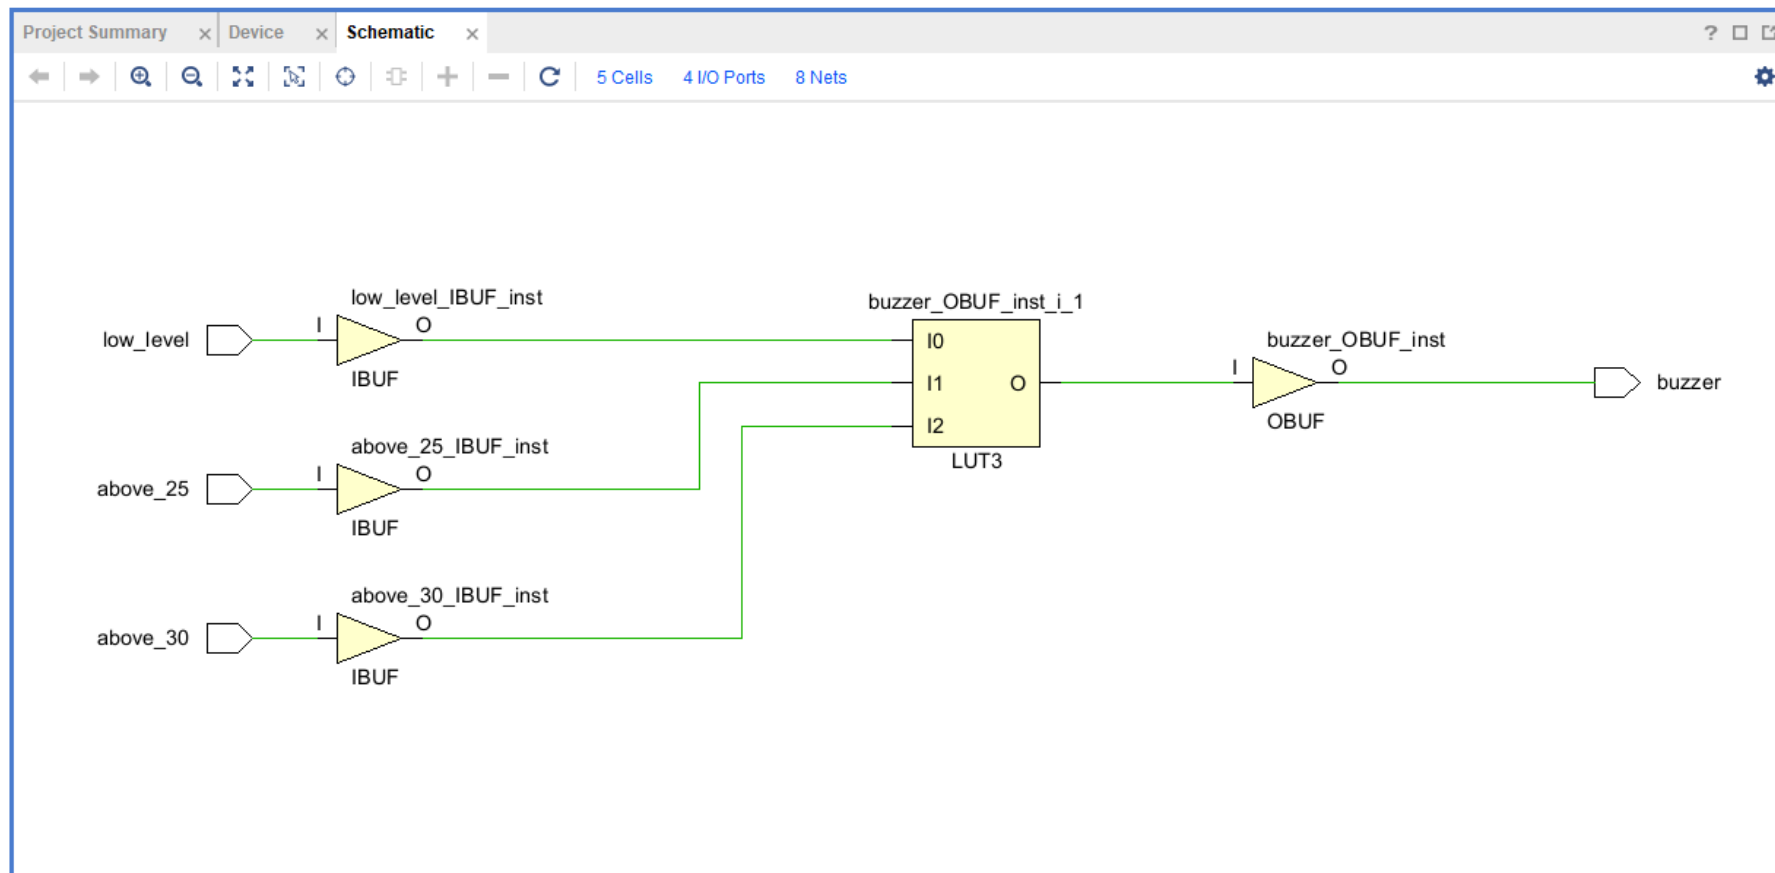 Project Summary Device Schematic
5 Cells 4 I/O Ports 8 Nets
low_level_IBUF_inst
buzzer_OBUF_inst_i_1
low_level I O
IBUF
I0
I1 O
I2
LUT3
buzzer_OBUF_inst
I O
OBUF
buzzer
above_25_IBUF_inst
above_25 I O
IBUF
above_30_IBUF_inst
above_30 I O
IBUF